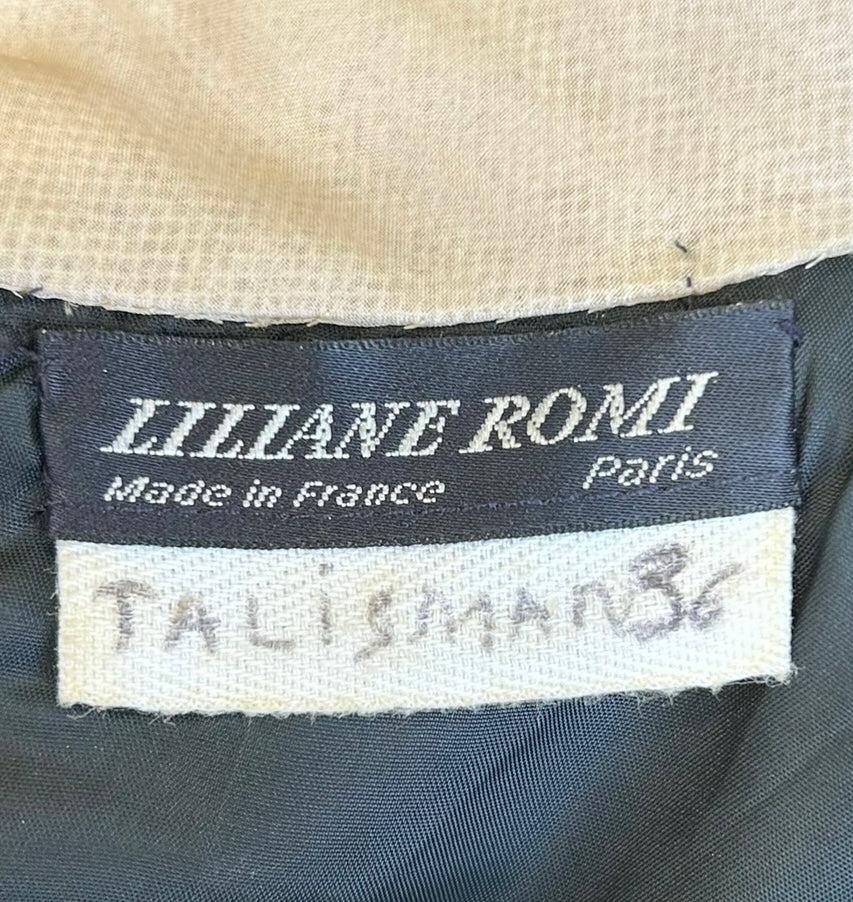 LILIANE ROMI
Made in France Paris
TALiSMAN 36